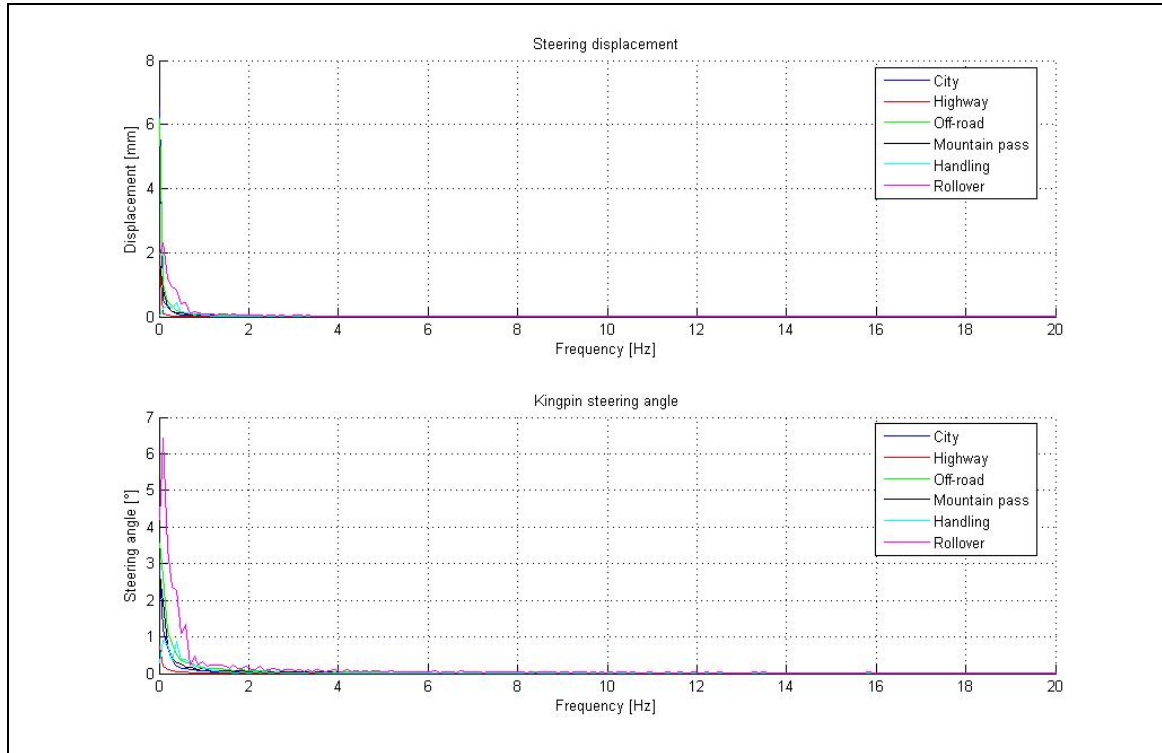 Steering displacement
8
6
4
2
0
Displacement [mm]
City
Highway
Off-road
Mountain pass
Handling
Rollover
0 2 4 6 8 10 12 14 16 18 20
Frequency [Hz]
Kingpin steering angle
7
6
5
4
3
2
1
0
Steering angle [°]
City
Highway
Off-road
Mountain pass
Handling
Rollover
0 2 4 6 8 10 12 14 16 18 20
Frequency [Hz]